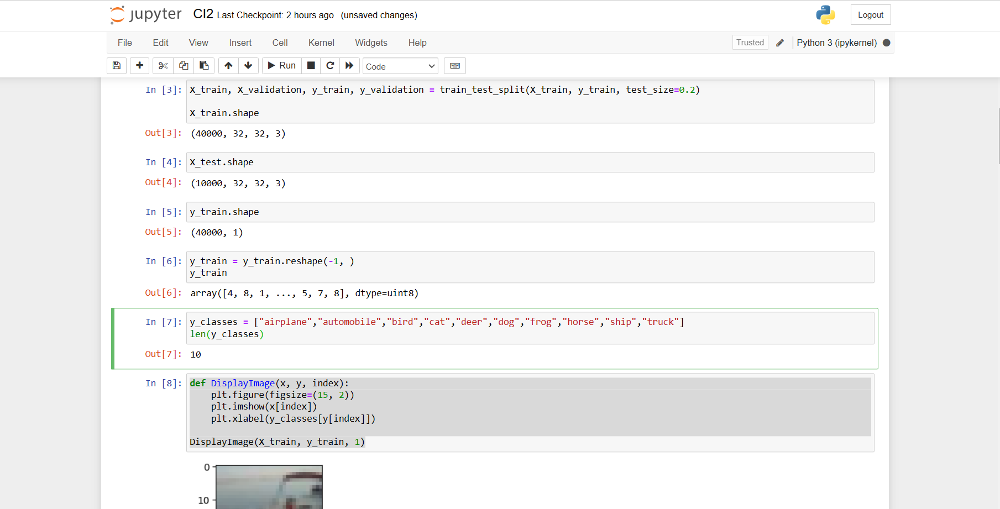 jupyter CI2 Last Checkpoint: 2 hours ago (unsaved changes) Logout
File Edit View Insert Cell Kernel Widgets Help Trusted Python 3 (ipykernel)
Run Code
In [3]: X_train, X_validation, y_train, y_validation = train_test_split(X_train, y_train, test_size=0.2)
X_train.shape
Out[3]: (40000, 32, 32, 3)
In [4]: X_test.shape
Out[4]: (10000, 32, 32, 3)
In [5]: y_train.shape
Out[5]: (40000, 1)
In [6]: y_train = y_train.reshape(-1, )
y_train
Out[6]: array([4, 8, 1, ..., 5, 7, 8], dtype=uint8)
In [7]: y_classes = ["airplane","automobile","bird","cat","deer","dog","frog","horse","ship","truck"]
len(y_classes)
Out[7]: 10
In [8]: def DisplayImage(x, y, index):
    plt.figure(figsize=(15, 2))
    plt.imshow(x[index])
    plt.xlabel(y_classes[y[index]])
DisplayImage(X_train, y_train, 1)
0
10